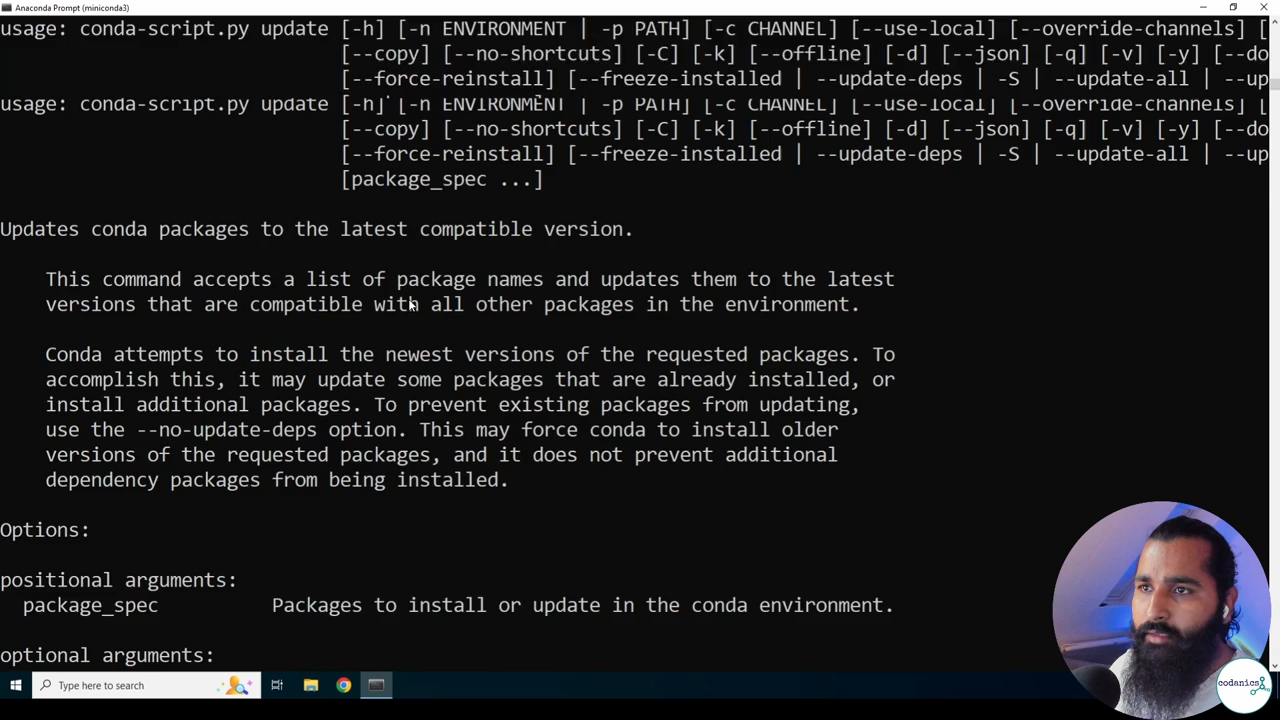 Anaconda Prompt (miniconda3)
usage: conda-script.py update [-h] [-n ENVIRONMENT | -p PATH] [-c CHANNEL] [--use-local] [--override-channels] [
[--copy] [--no-shortcuts] [-C] [-k] [--offline] [-d] [--json] [-q] [-v] [-y] [--do
[--force-reinstall] [--freeze-installed | --update-deps | -S | --update-all | --up
usage: conda-script.py update [-h] [-n ENVIRONMENT | -p PATH] [-c CHANNEL] [--use-local] [--override-channels] [
[--copy] [--no-shortcuts] [-C] [-k] [--offline] [-d] [--json] [-q] [-v] [-y] [--do
[--force-reinstall] [--freeze-installed | --update-deps | -S | --update-all | --up
[package_spec ...]
Updates conda packages to the latest compatible version.
This command accepts a list of package names and updates them to the latest
versions that are compatible with all other packages in the environment.
Conda attempts to install the newest versions of the requested packages. To
accomplish this, it may update some packages that are already installed, or
install additional packages. To prevent existing packages from updating,
use the --no-update-deps option. This may force conda to install older
versions of the requested packages, and it does not prevent additional
dependency packages from being installed.
Options:
positional arguments:
package_spec Packages to install or update in the conda environment.
optional arguments:
Type here to search
codanics